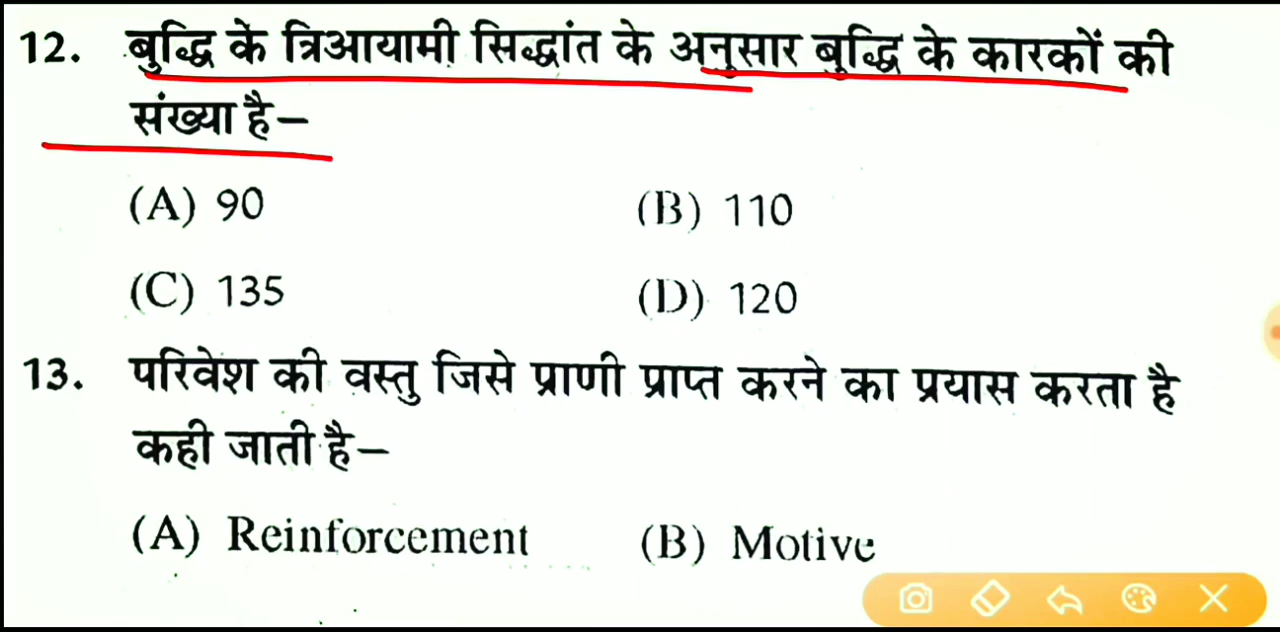 12. बुद्धि के त्रिआयामी सिद्धांत के अनुसार बुद्धि के कारकों की
संख्या है–
(A) 90 (B) 110
(C) 135 (D) 120
13. परिवेश की वस्तु जिसे प्राणी प्राप्त करने का प्रयास करता है
कही जाती है–
(A) Reinforcement (B) Motive